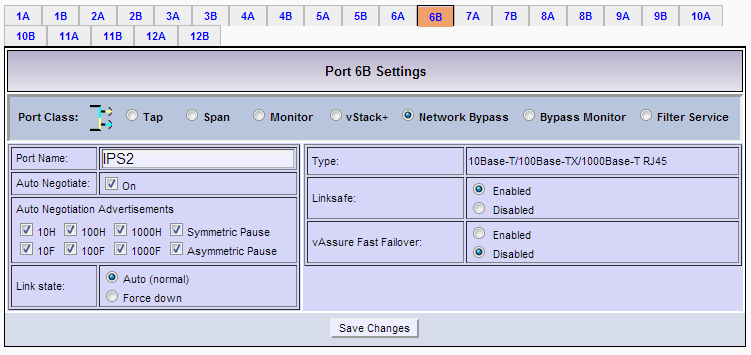 1A 1B 2A 2B 3A 3B 4A 4B 5A 5B 6A 6B 7A 7B 8A 8B 9A 9B 10A
10B 11A 11B 12A 12B
Port 6B Settings
Port Class: Tap Span Monitor vStack+ Network Bypass Bypass Monitor Filter Service
Port Name: IPS2
Auto Negotiate: On
Auto Negotiation Advertisements
10H 100H 1000H Symmetric Pause
10F 100F 1000F Asymmetric Pause
Link state: Auto (normal)
Force down
Type: 10Base-T/100Base-TX/1000Base-T RJ45
Linksafe: Enabled
Disabled
vAssure Fast Failover: Enabled
Disabled
Save Changes